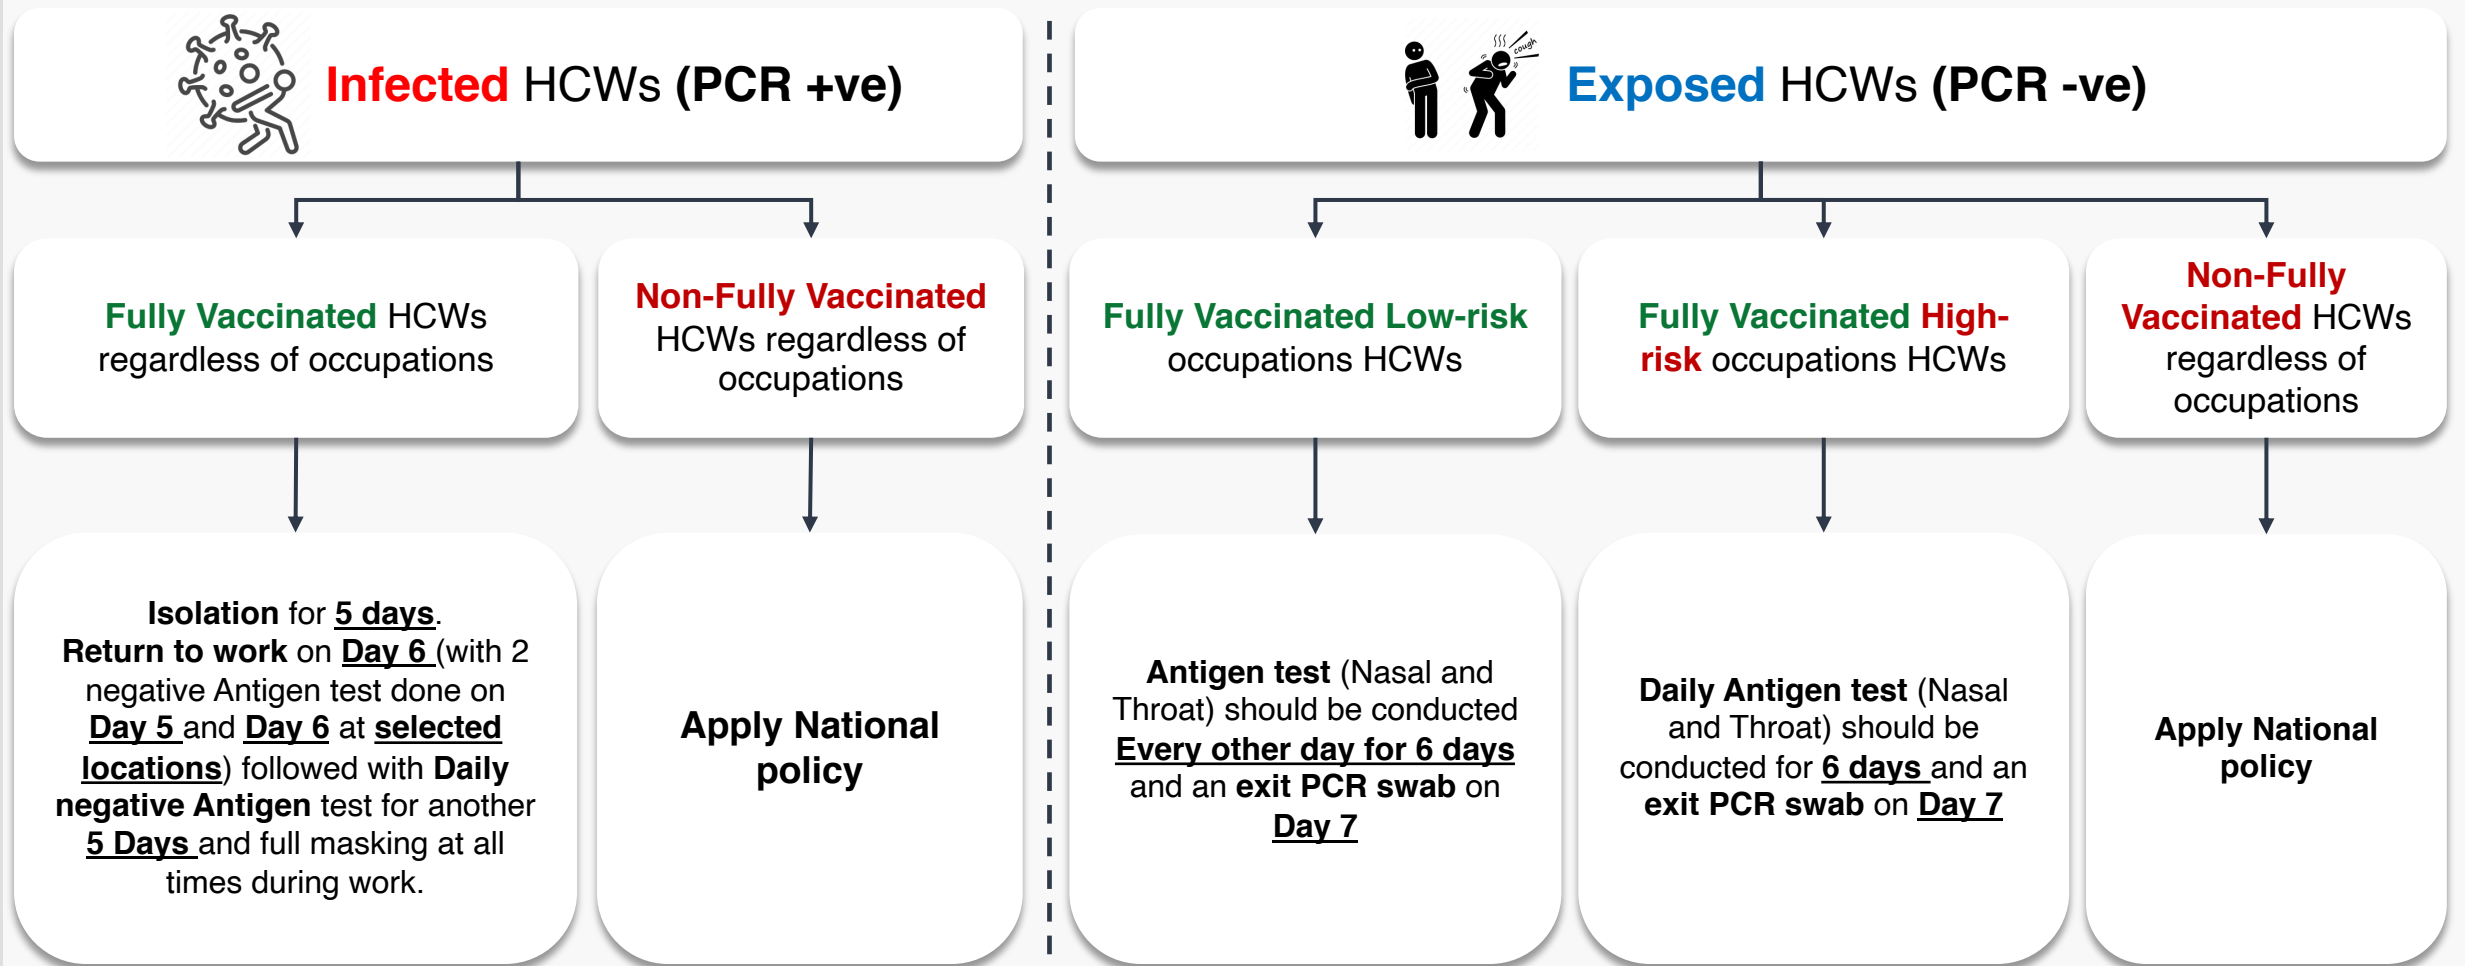 Infected HCWs (PCR +ve)
cough
Exposed HCWs (PCR -ve)
Fully Vaccinated HCWs
regardless of occupations
Non-Fully Vaccinated
HCWs regardless of
occupations
Fully Vaccinated Low-risk
occupations HCWs
Fully Vaccinated High-
risk occupations HCWs
Non-Fully
Vaccinated HCWs
regardless of
occupations
Isolation for 5 days.
Return to work on Day 6 (with 2
negative Antigen test done on
Day 5 and Day 6 at selected
locations) followed with Daily
negative Antigen test for another
5 Days and full masking at all
times during work.
Apply National
policy
Antigen test (Nasal and
Throat) should be conducted
Every other day for 6 days
and an exit PCR swab on
Day 7
Daily Antigen test (Nasal
and Throat) should be
conducted for 6 days and an
exit PCR swab on Day 7
Apply National
policy